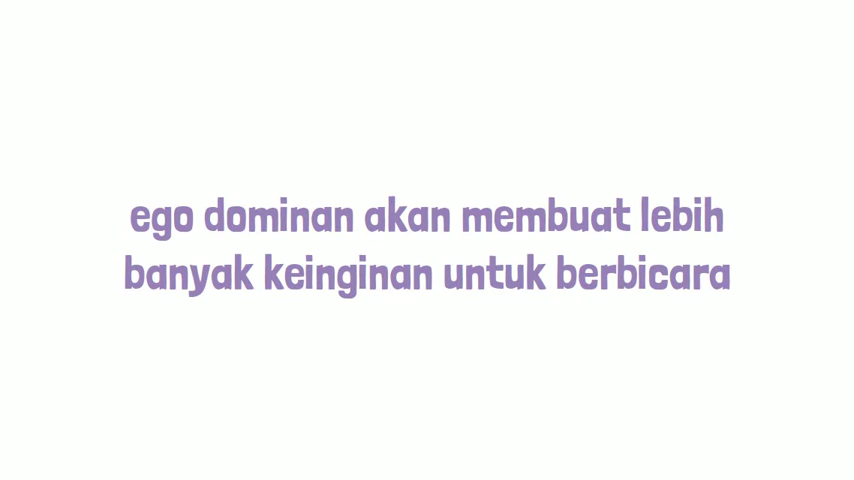 ego dominan akan membuat lebih
banyak keinginan untuk berbicara